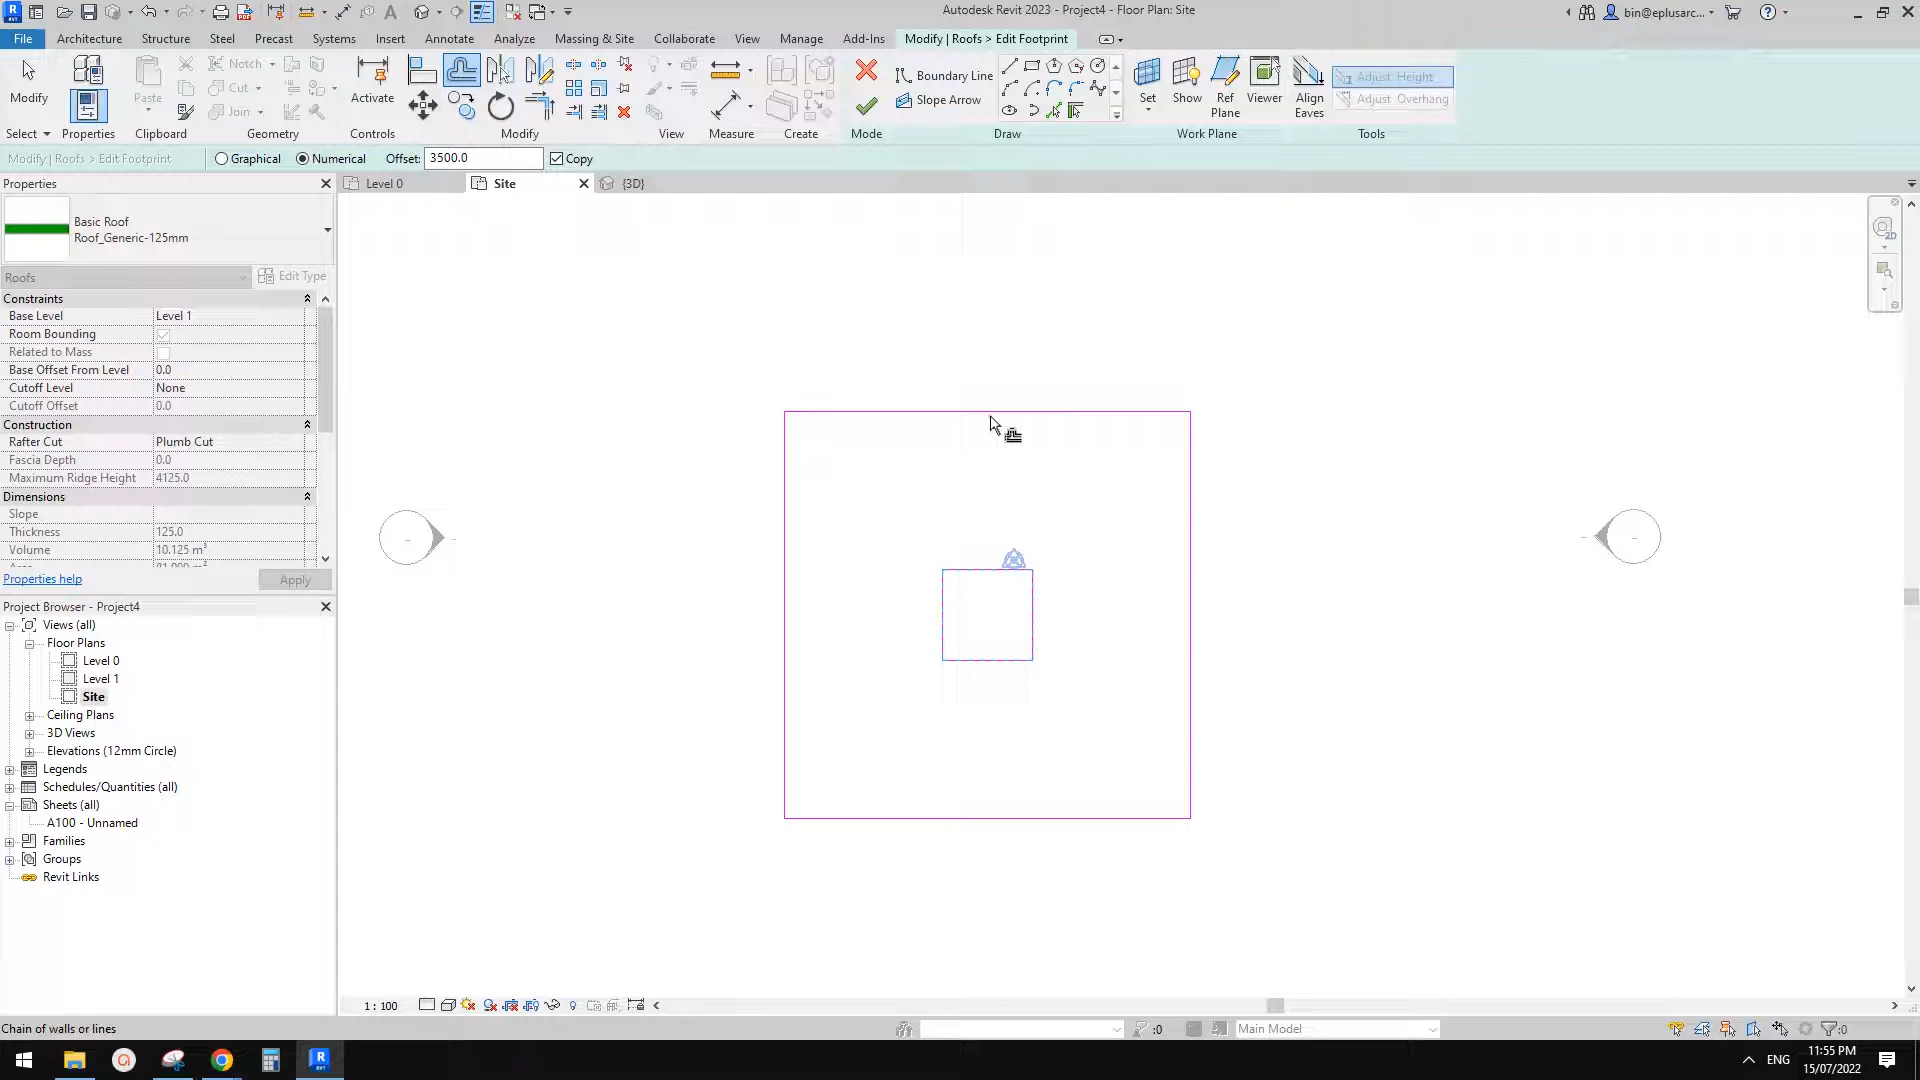 Autodesk Revit 2023 - Project4 - Floor Plan: Site
bin@eplusarc...
File
Architecture
Structure
Steel
Precast
Systems
Insert
Annotate
Analyze
Massing & Site
Collaborate
View
Manage
Add-Ins
Modify | Roofs > Edit Footprint
Modify
Paste
Notch
Cut
Join
Activate
Boundary Line
Slope Arrow
Set
Show
Ref
Plane
Viewer
Align
Eaves
Adjust Height
Adjust Overhang
Select
Properties
Clipboard
Geometry
Controls
Modify
View
Measure
Create
Mode
Draw
Work Plane
Tools
Modify | Roofs > Edit Footprint
Graphical
Numerical
Offset:
3500.0
Copy
Properties
Level 0
Site
{3D}
2D
Basic Roof
Roof_Generic-125mm
Roofs
Edit Type
Constraints
Base Level Level 1
Room Bounding
Related to Mass
Base Offset From Level 0.0
Cutoff Level None
Cutoff Offset 0.0
Construction
Rafter Cut Plumb Cut
Fascia Depth 0.0
Maximum Ridge Height 4125.0
Dimensions
Slope
Thickness 125.0
Volume 10.125 m³
Properties help
Apply
Project Browser - Project4
Views (all)
Floor Plans
Level 0
Level 1
Site
Ceiling Plans
3D Views
Elevations (12mm Circle)
Legends
Schedules/Quantities (all)
Sheets (all)
A100 - Unnamed
Families
Groups
Revit Links
1 : 100
Chain of walls or lines
:0
Main Model
:0
ENG
11:55 PM
15/07/2022